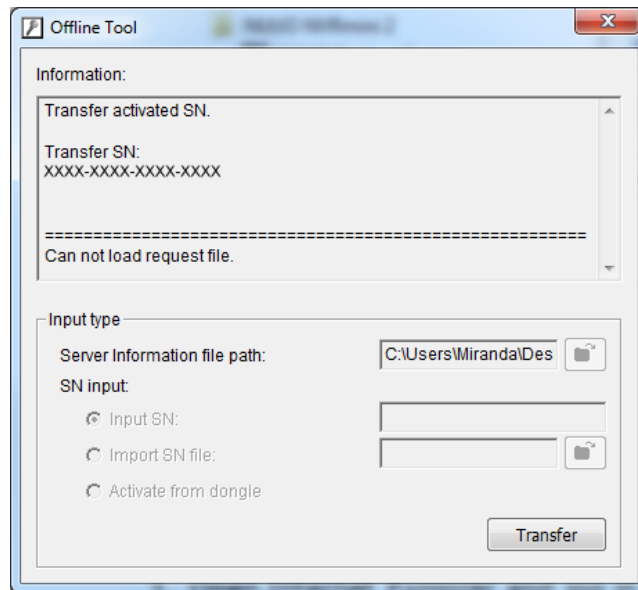 Offline Tool
Information:
Transfer activated SN.
Transfer SN:
XXXX-XXXX-XXXX-XXXX
========================================================
Can not load request file.
Input type
Server Information file path:
C:\Users\Miranda\Des
SN input:
Input SN:
Import SN file:
Activate from dongle
Transfer